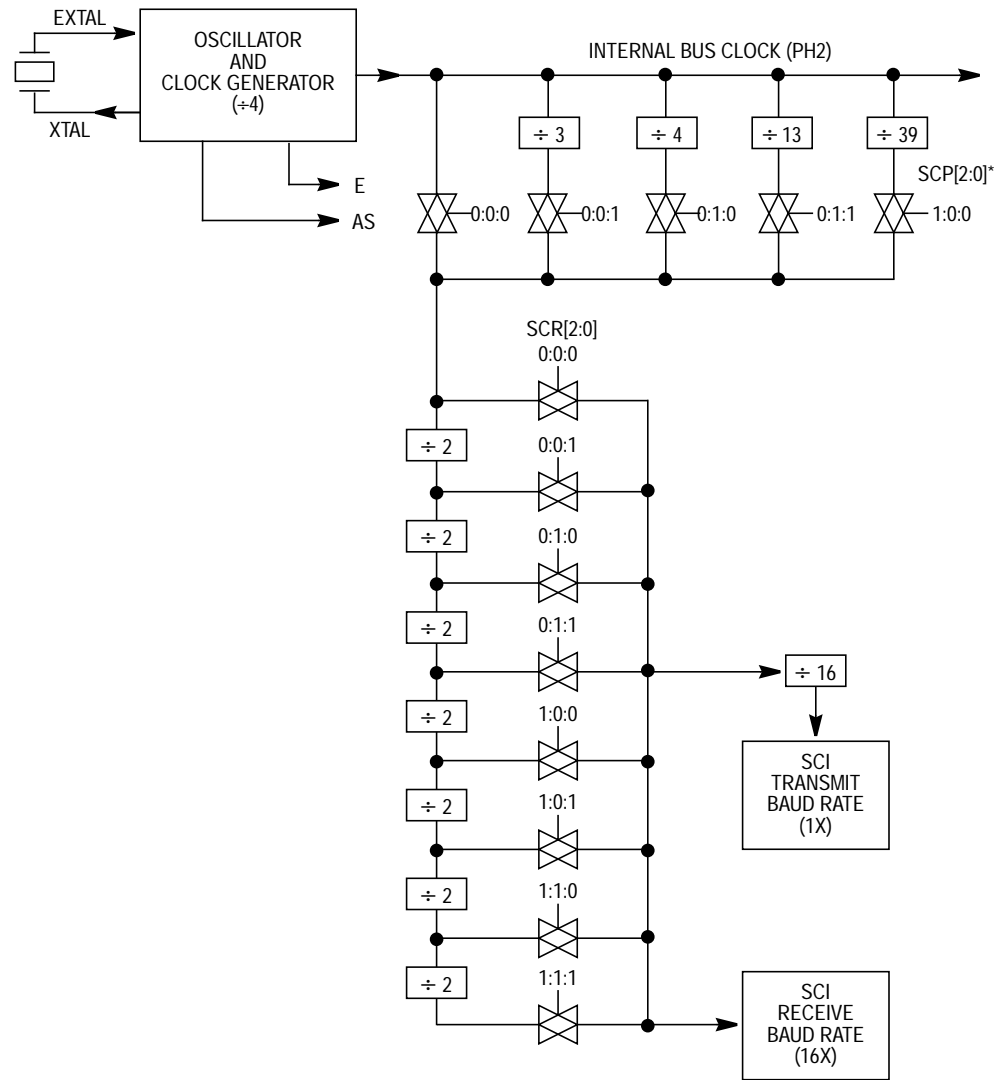 EXTAL
XTAL
OSCILLATOR
AND
CLOCK GENERATOR
(÷4)
E
AS
INTERNAL BUS CLOCK (PH2)
÷ 3
÷ 4
÷ 13
÷ 39
SCP[2:0]*
0:0:0
0:0:1
0:1:0
0:1:1
1:0:0
SCR[2:0]
0:0:0
÷ 2
0:0:1
÷ 2
0:1:0
÷ 2
0:1:1
÷ 16
÷ 2
1:0:0
SCI
TRANSMIT
BAUD RATE
(1X)
÷ 2
1:0:1
÷ 2
1:1:0
÷ 2
1:1:1
SCI
RECEIVE
BAUD RATE
(16X)